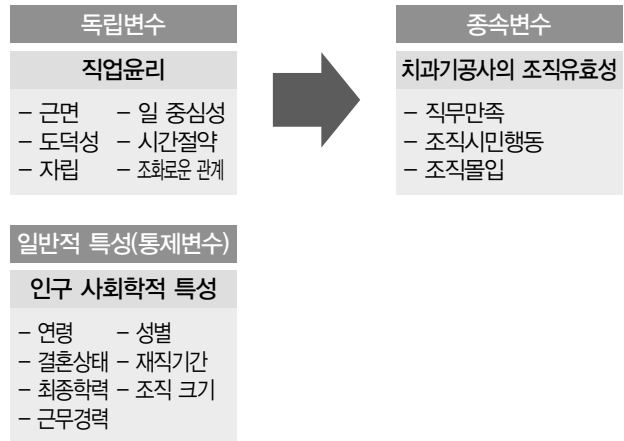 독립변수
직업윤리
– 근면 – 일 중심성
– 도덕성 – 시간절약
– 자립 – 조화로운 관계
종속변수
치과기공사의 조직유효성
– 직무만족
– 조직시민행동
– 조직몰입
일반적 특성(통제변수)
인구 사회학적 특성
– 연령 – 성별
– 결혼상태 – 재직기간
– 최종학력 – 조직 크기
– 근무경력